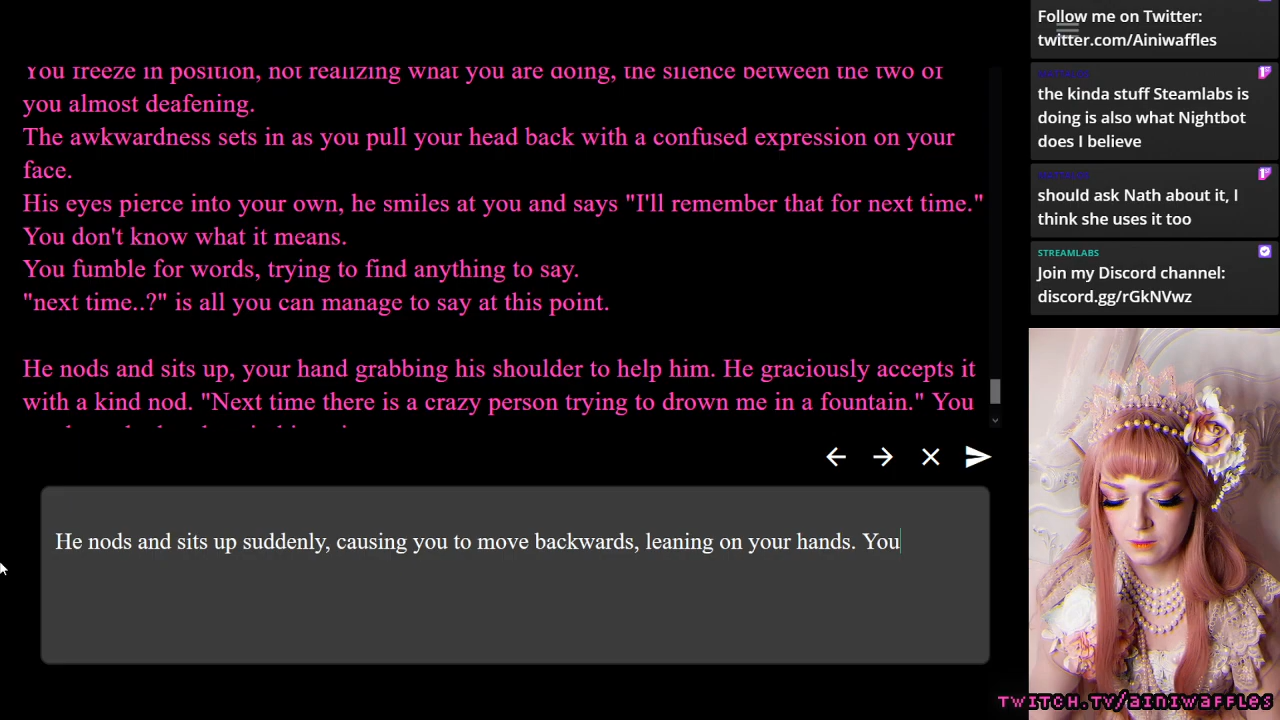 You freeze in position, not realizing what you are doing, the silence between the two of
you almost deafening.
The awkwardness sets in as you pull your head back with a confused expression on your
face.
His eyes pierce into your own, he smiles at you and says "I'll remember that for next time."
You don't know what it means.
You fumble for words, trying to find anything to say.
"next time..?" is all you can manage to say at this point.
He nods and sits up, your hand grabbing his shoulder to help him. He graciously accepts it
with a kind nod. "Next time there is a crazy person trying to drown me in a fountain." You
He nods and sits up suddenly, causing you to move backwards, leaning on your hands. You
Follow me on Twitter:
twitter.com/Ainiwaffles
the kinda stuff Steamlabs is
doing is also what Nightbot
does I believe
should ask Nath about it, I
think she uses it too
STREAMLABS
Join my Discord channel:
discord.gg/rGkNVwz
TWITCH.TV/AINIWAFFLES